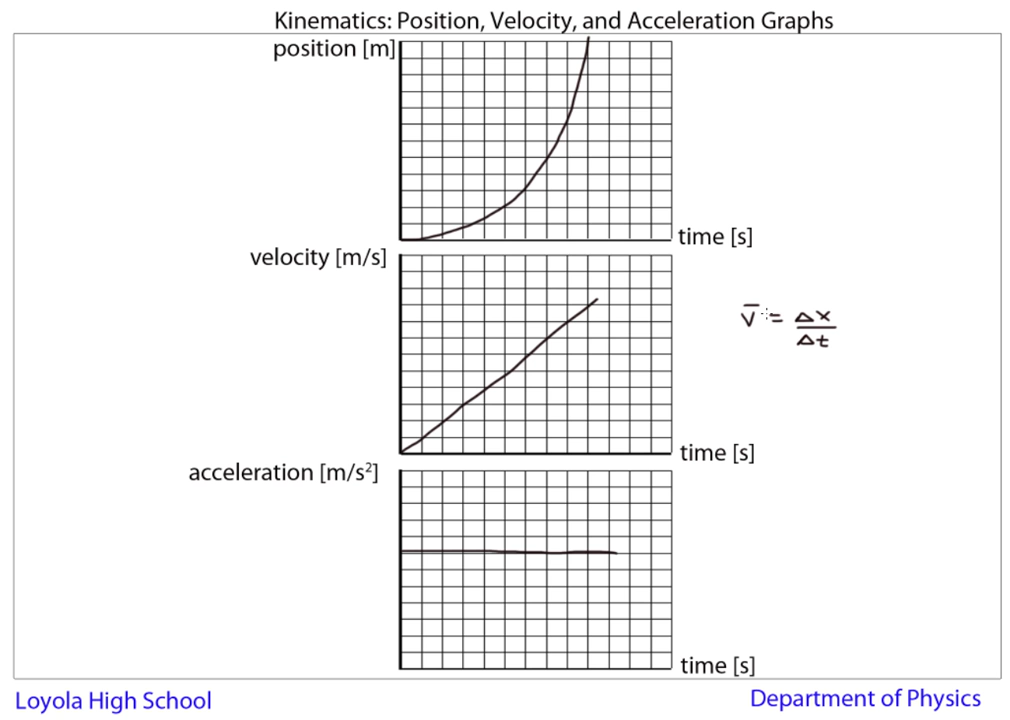 Kinematics: Position, Velocity, and Acceleration Graphs
position [m]
time [s]
velocity [m/s]
v̅ = Δx
Δt
time [s]
acceleration [m/s²]
time [s]
Loyola High School
Department of Physics